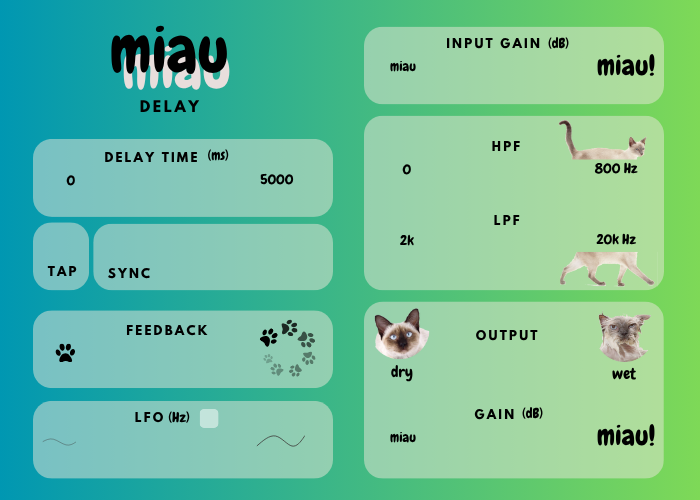 miau
miau
DELAY
DELAY TIME (ms)
0 5000
TAP SYNC
FEEDBACK
LFO (Hz)
INPUT GAIN (dB)
miau miau!
HPF
0 800 Hz
LPF
2k 20k Hz
OUTPUT
dry wet
GAIN (dB)
miau miau!